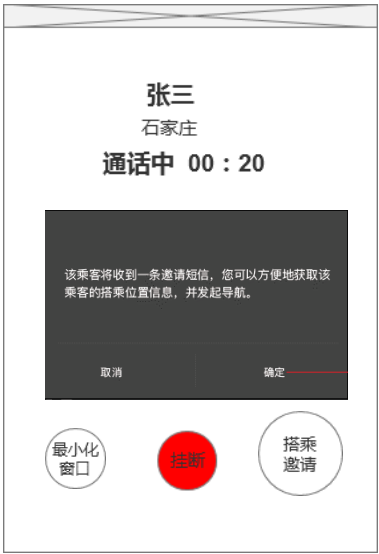 张三
石家庄
通话中 00：20
该乘客将收到一条邀请短信，您可以方便地获取该
乘客的搭乘位置信息，并发起导航。
取消 确定
最小化
窗口
挂断
搭乘
邀请